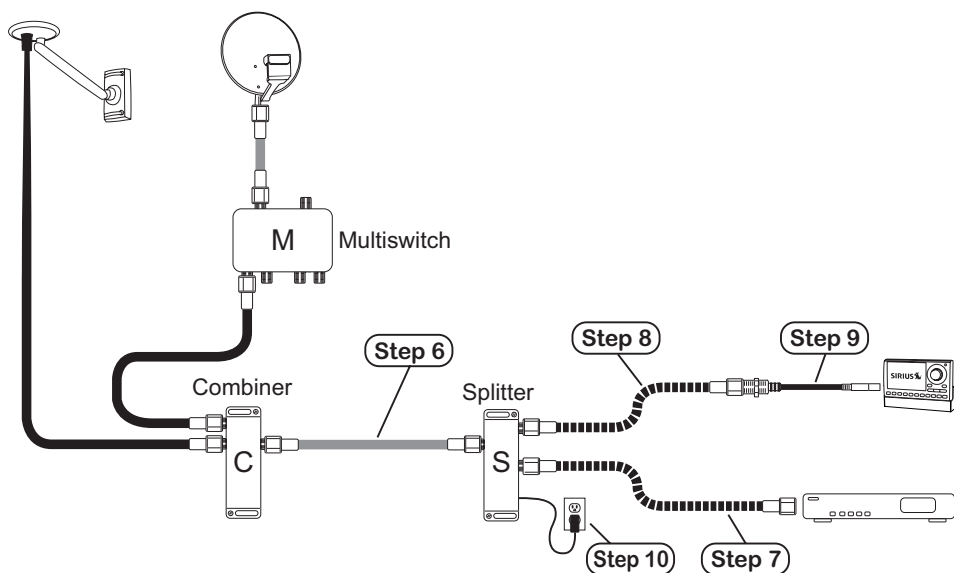 M
Multiswitch
Step 6
Step 8
Step 9
SIRIUS
Combiner
Splitter
C
S
Step 10
Step 7